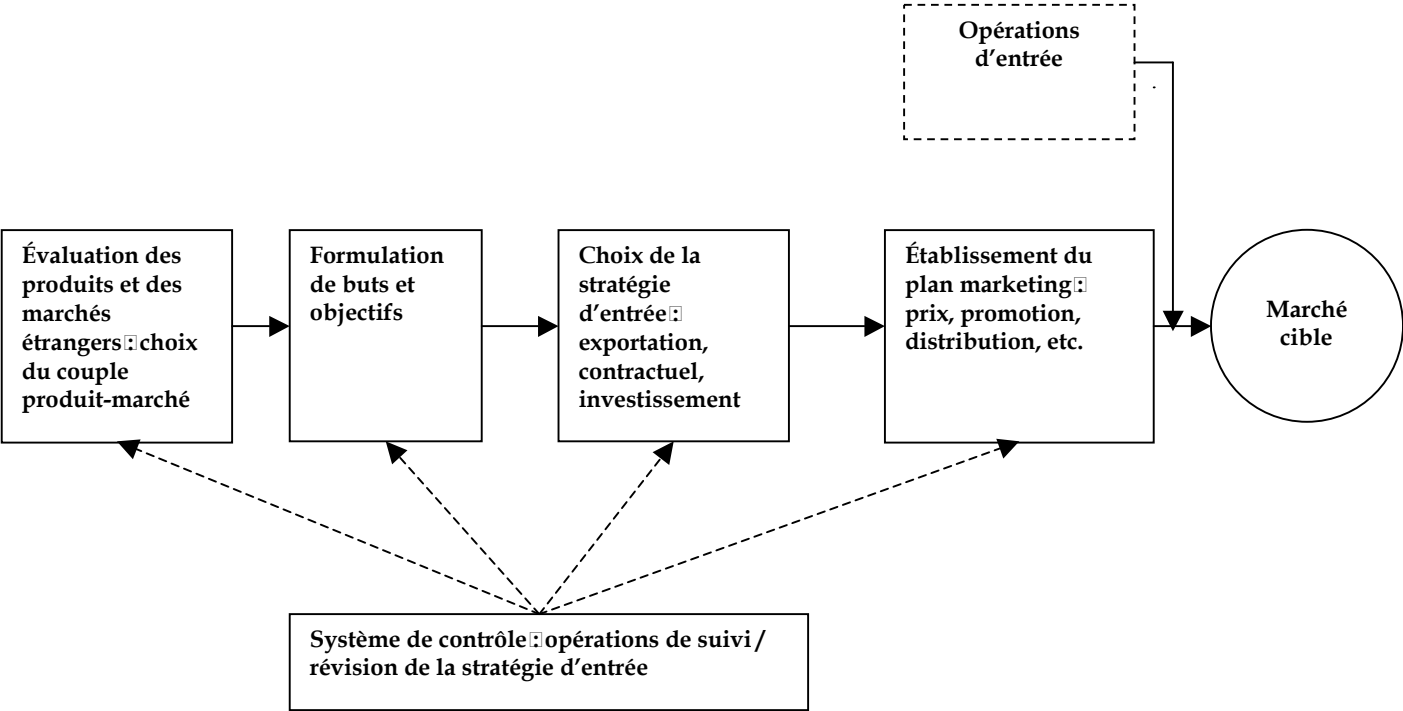 Opérations
d’entrée
Évaluation des
produits et des
marchés
étrangers : choix
du couple
produit-marché
Formulation
de buts et
objectifs
Choix de la
stratégie
d’entrée :
exportation,
contractuel,
investissement
Établissement du
plan marketing :
prix, promotion,
distribution, etc.
Marché
cible
Système de contrôle : opérations de suivi /
révision de la stratégie d’entrée